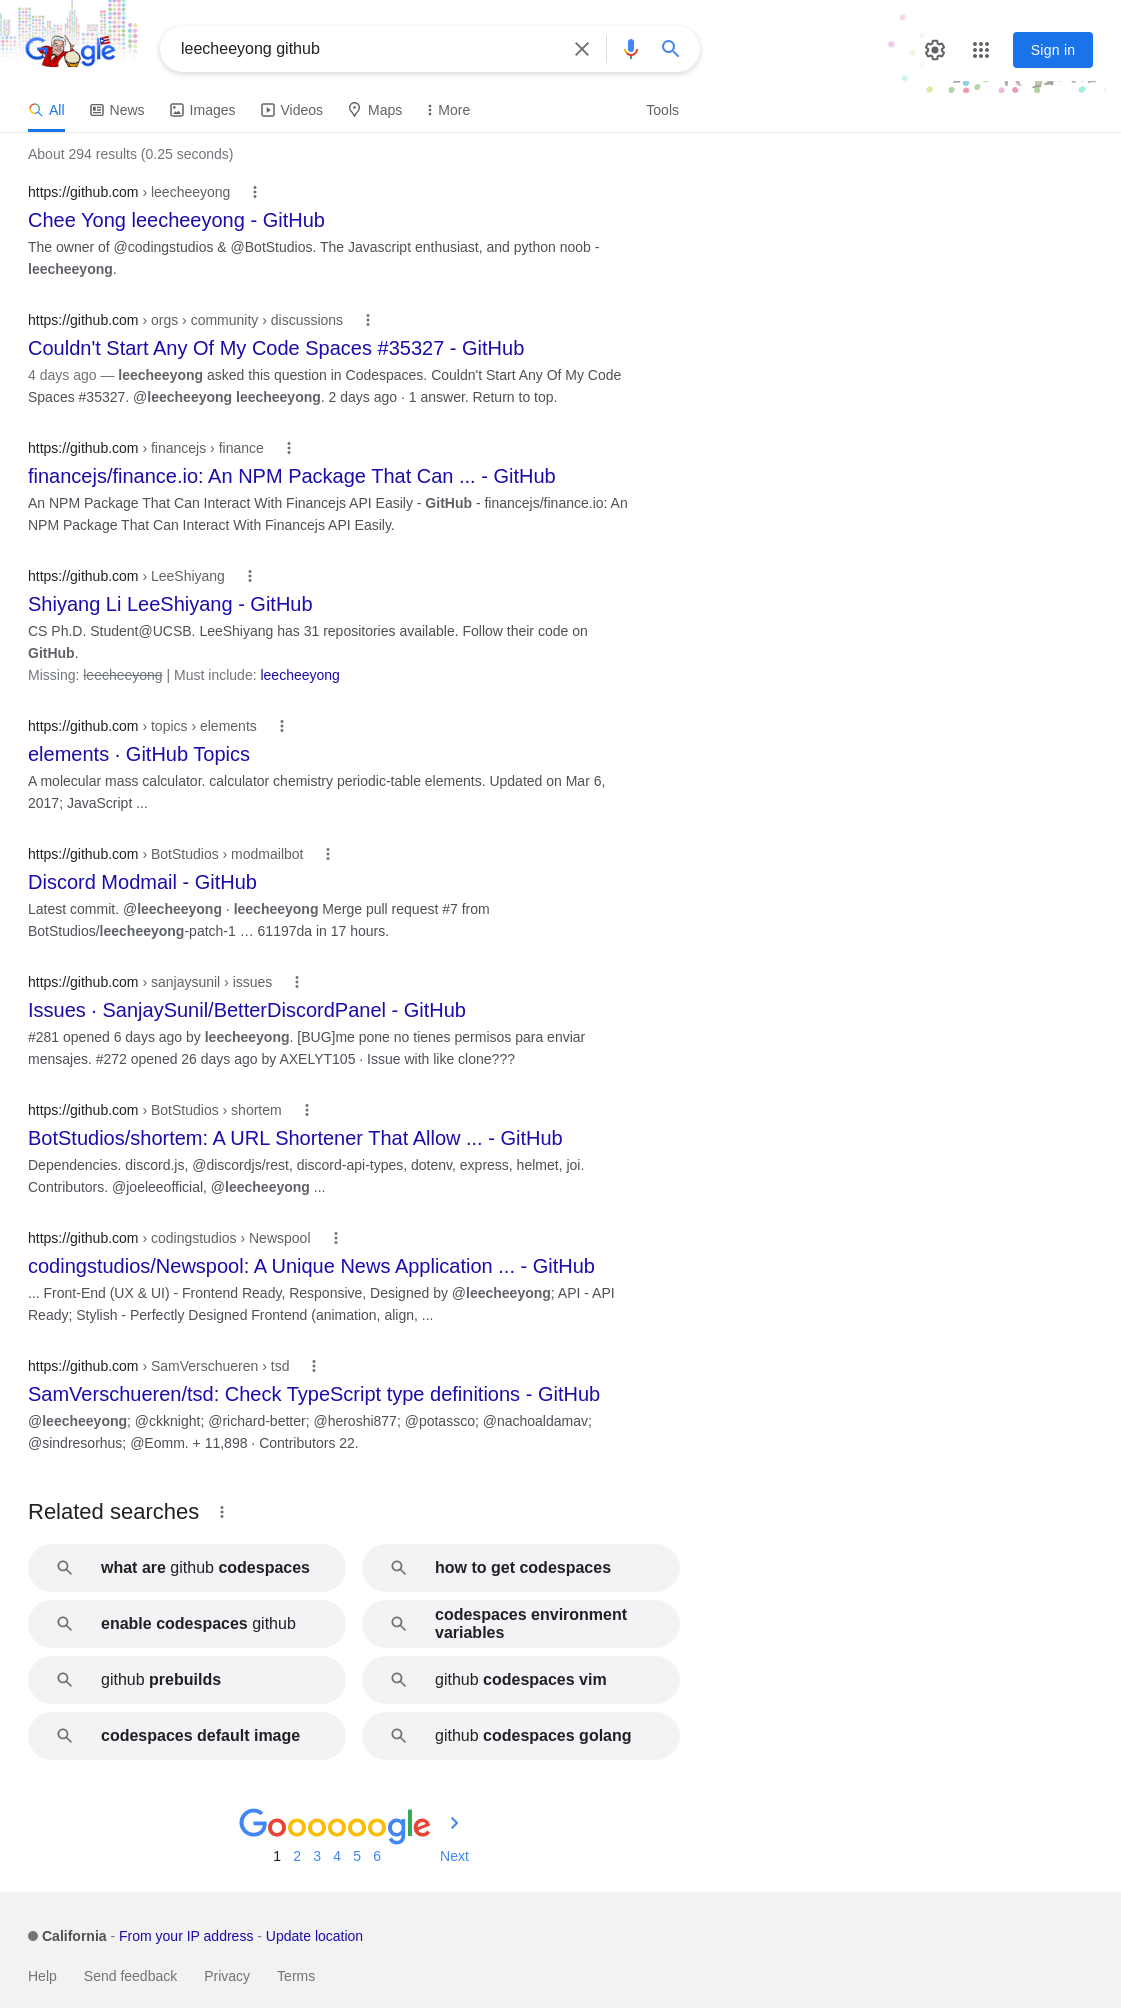 Google
leecheeyong github
Sign in
All News Images Videos Maps More Tools
About 294 results (0.25 seconds)
https://github.com › leecheeyong
Chee Yong leecheeyong - GitHub
The owner of @codingstudios & @BotStudios. The Javascript enthusiast, and python noob -
leecheeyong.
https://github.com › orgs › community › discussions
Couldn't Start Any Of My Code Spaces #35327 - GitHub
4 days ago — leecheeyong asked this question in Codespaces. Couldn't Start Any Of My Code
Spaces #35327. @leecheeyong leecheeyong. 2 days ago · 1 answer. Return to top.
https://github.com › financejs › finance
financejs/finance.io: An NPM Package That Can ... - GitHub
An NPM Package That Can Interact With Financejs API Easily - GitHub - financejs/finance.io: An
NPM Package That Can Interact With Financejs API Easily.
https://github.com › LeeShiyang
Shiyang Li LeeShiyang - GitHub
CS Ph.D. Student@UCSB. LeeShiyang has 31 repositories available. Follow their code on
GitHub.
Missing: leecheeyong | Must include: leecheeyong
https://github.com › topics › elements
elements · GitHub Topics
A molecular mass calculator. calculator chemistry periodic-table elements. Updated on Mar 6,
2017; JavaScript ...
https://github.com › BotStudios › modmailbot
Discord Modmail - GitHub
Latest commit. @leecheeyong · leecheeyong Merge pull request #7 from
BotStudios/leecheeyong-patch-1 … 61197da in 17 hours.
https://github.com › sanjaysunil › issues
Issues · SanjaySunil/BetterDiscordPanel - GitHub
#281 opened 6 days ago by leecheeyong. [BUG]me pone no tienes permisos para enviar
mensajes. #272 opened 26 days ago by AXELYT105 · Issue with like clone???
https://github.com › BotStudios › shortem
BotStudios/shortem: A URL Shortener That Allow ... - GitHub
Dependencies. discord.js, @discordjs/rest, discord-api-types, dotenv, express, helmet, joi.
Contributors. @joeleeofficial, @leecheeyong ...
https://github.com › codingstudios › Newspool
codingstudios/Newspool: A Unique News Application ... - GitHub
... Front-End (UX & UI) - Frontend Ready, Responsive, Designed by @leecheeyong; API - API
Ready; Stylish - Perfectly Designed Frontend (animation, align, ...
https://github.com › SamVerschueren › tsd
SamVerschueren/tsd: Check TypeScript type definitions - GitHub
@leecheeyong; @ckknight; @richard-better; @heroshi877; @potassco; @nachoaldamav;
@sindresorhus; @Eomm. + 11,898 · Contributors 22.
Related searches
what are github codespaces
how to get codespaces
enable codespaces github
codespaces environment
variables
github prebuilds
github codespaces vim
codespaces default image
github codespaces golang
Goooooogle
1 2 3 4 5 6 Next
California - From your IP address - Update location
Help Send feedback Privacy Terms